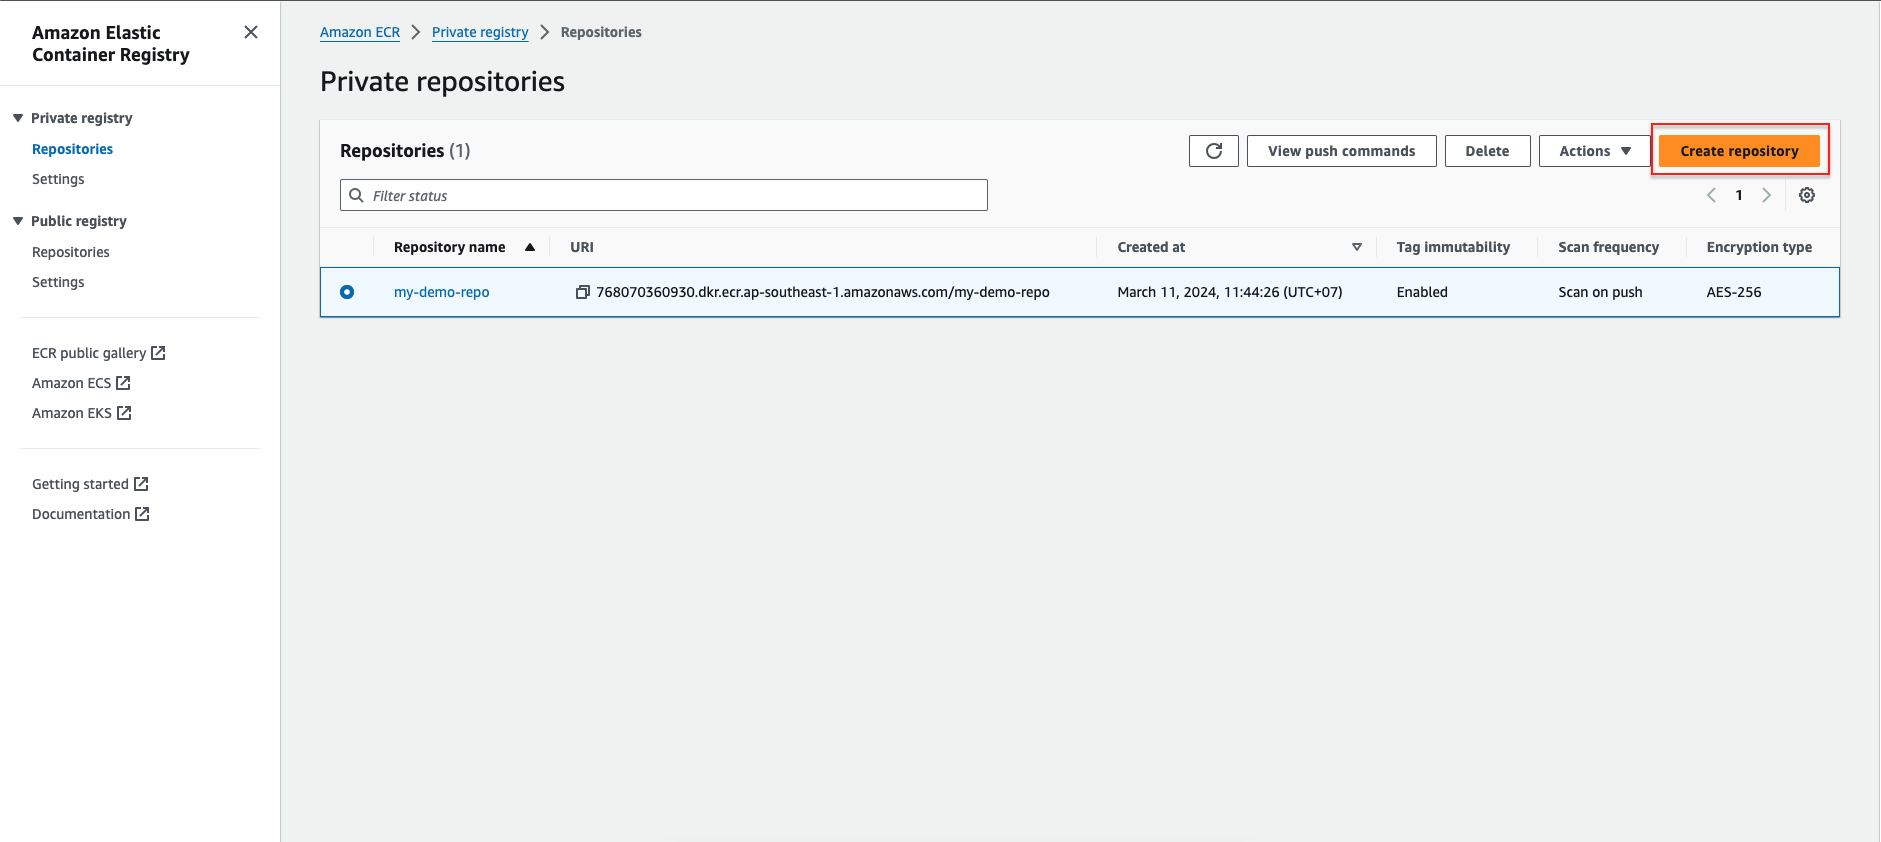 Amazon Elastic
Container Registry
Private registry
Repositories
Settings
Public registry
Repositories
Settings
ECR public gallery
Amazon ECS
Amazon EKS
Getting started
Documentation
Amazon ECR Private registry Repositories
Private repositories
Repositories (1) View push commands Delete Actions Create repository
Filter status 1
Repository name URI Created at Tag immutability Scan frequency Encryption type
my-demo-repo 768070360930.dkr.ecr.ap-southeast-1.amazonaws.com/my-demo-repo March 11, 2024, 11:44:26 (UTC+07) Enabled Scan on push AES-256